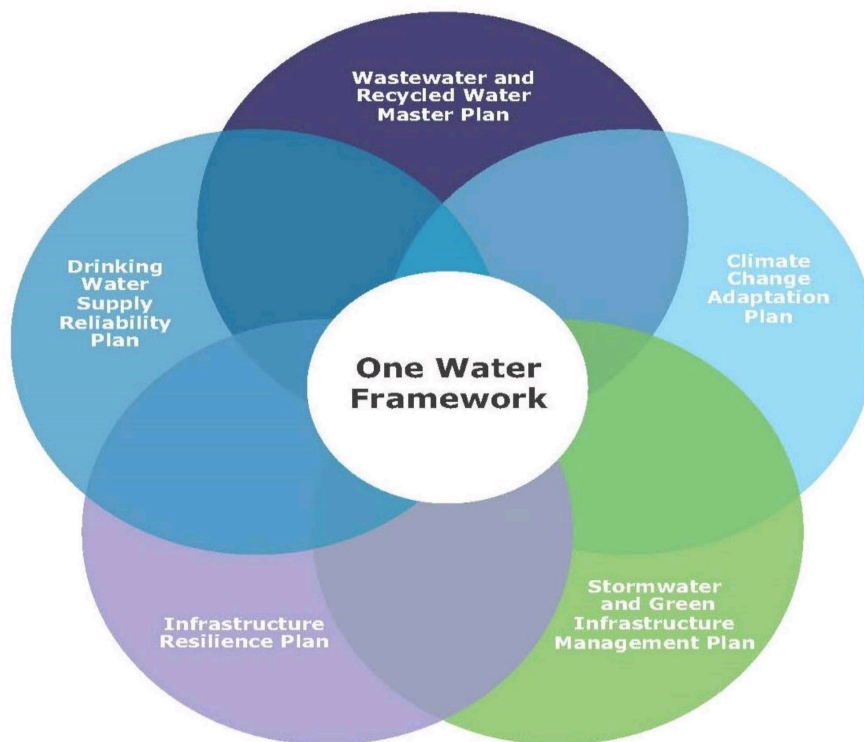 Wastewater and
Recycled Water
Master Plan
Drinking
Water
Supply
Reliability
Plan
Climate
Change
Adaptation
Plan
One Water
Framework
Infrastructure
Resilience Plan
Stormwater
and Green
Infrastructure
Management Plan